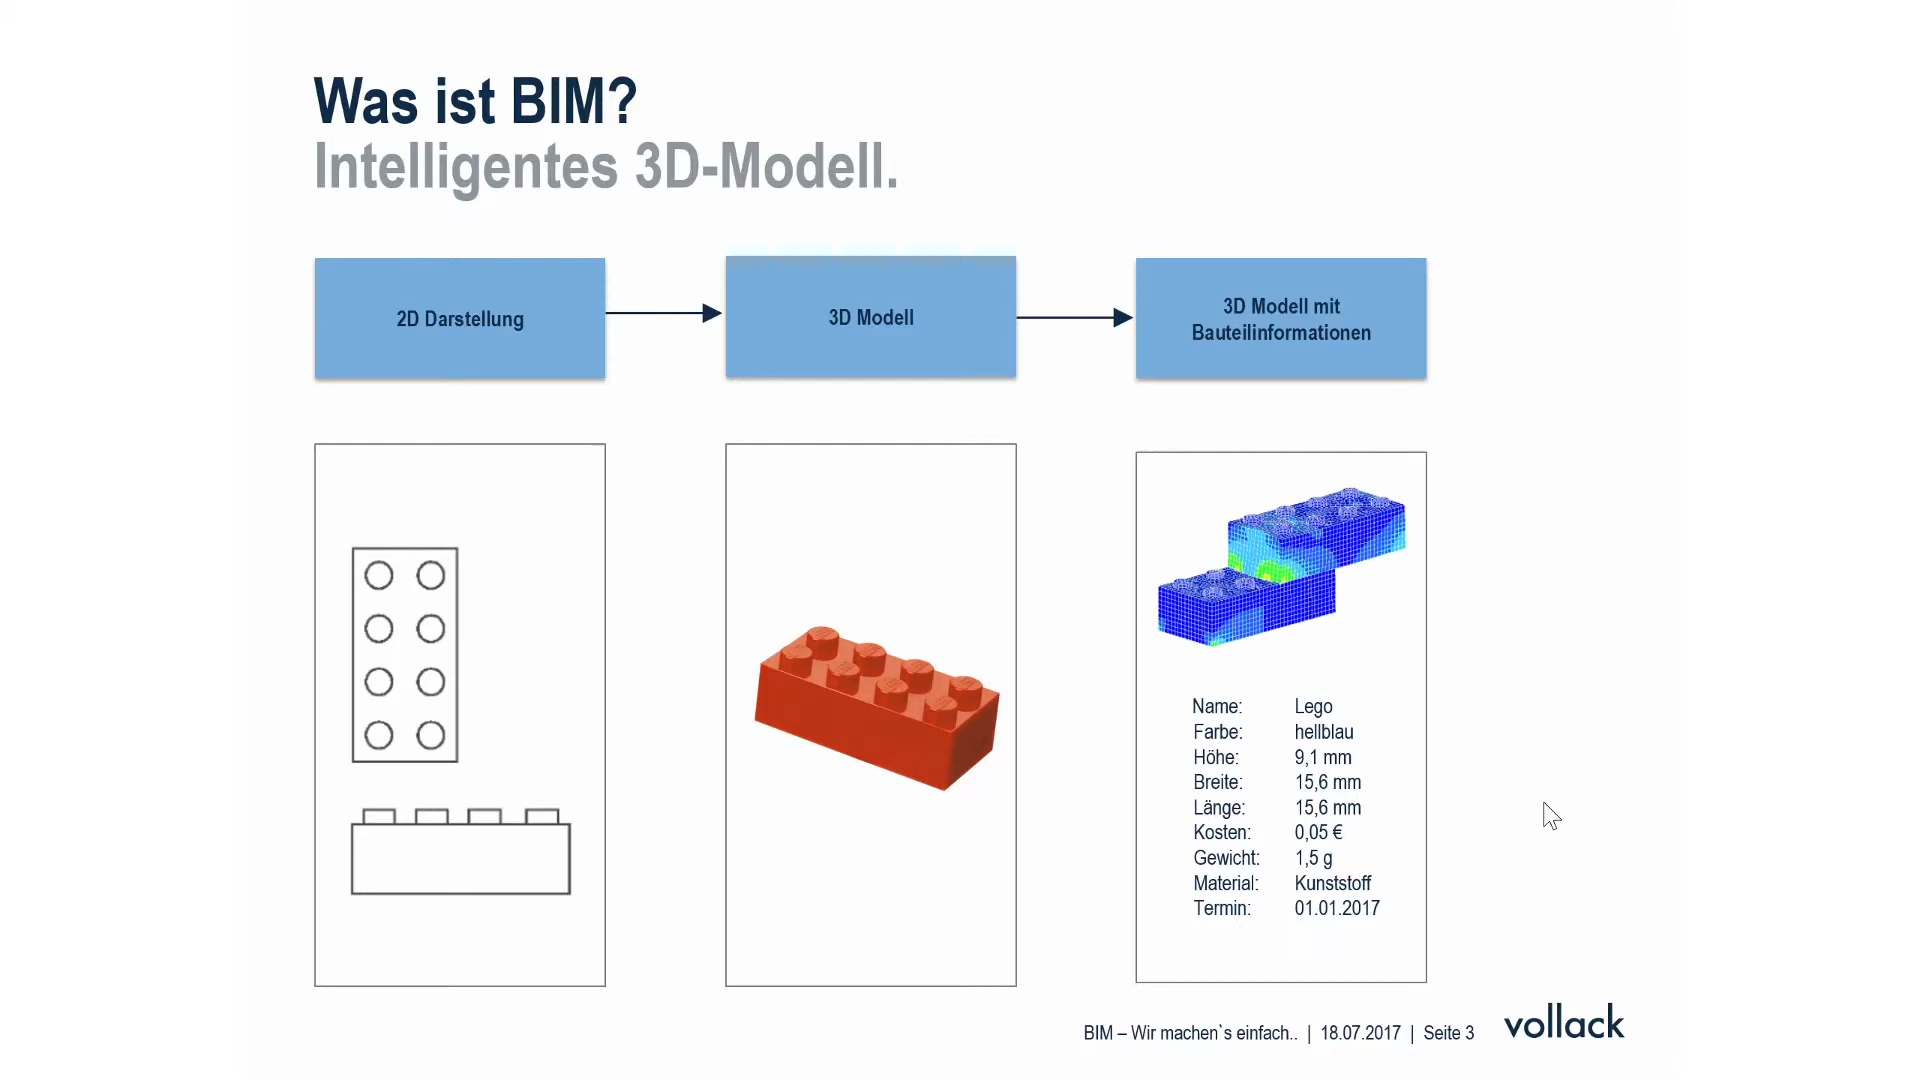 Was ist BIM?
Intelligentes 3D-Modell.
2D Darstellung
3D Modell
3D Modell mit
Bauteilinformationen
Name: Lego
Farbe: hellblau
Höhe: 9,1 mm
Breite: 15,6 mm
Länge: 15,6 mm
Kosten: 0,05 €
Gewicht: 1,5 g
Material: Kunststoff
Termin: 01.01.2017
BIM – Wir machen`s einfach.. | 18.07.2017 | Seite 3
vollack